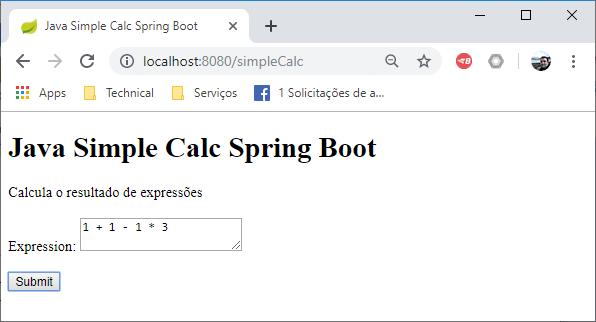 Java Simple Calc Spring Boot
localhost:8080/simpleCalc
Apps Technical Serviços 1 Solicitações de a...
Java Simple Calc Spring Boot
Calcula o resultado de expressões
Expression: 1 + 1 - 1 * 3
Submit